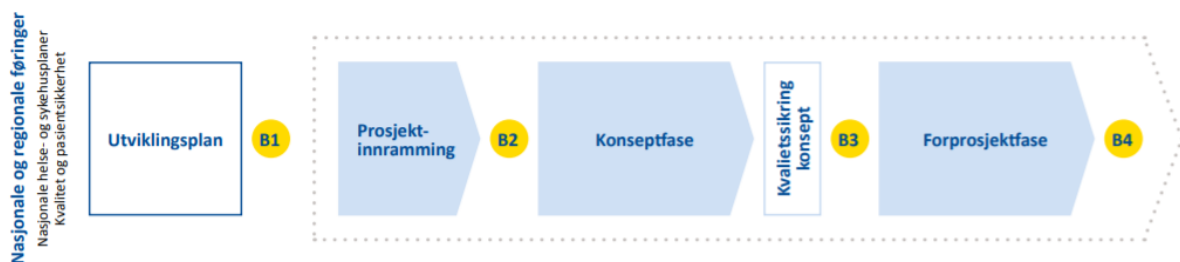 Nasjonale og regionale føringer
Nasjonale helse- og sykehusplaner
Kvalitet og pasientsikkerhet
Utviklingsplan
B1
Prosjekt-
innramming
B2
Konseptfase
Kvalietssikring
konsept
B3
Forprosjektfase
B4